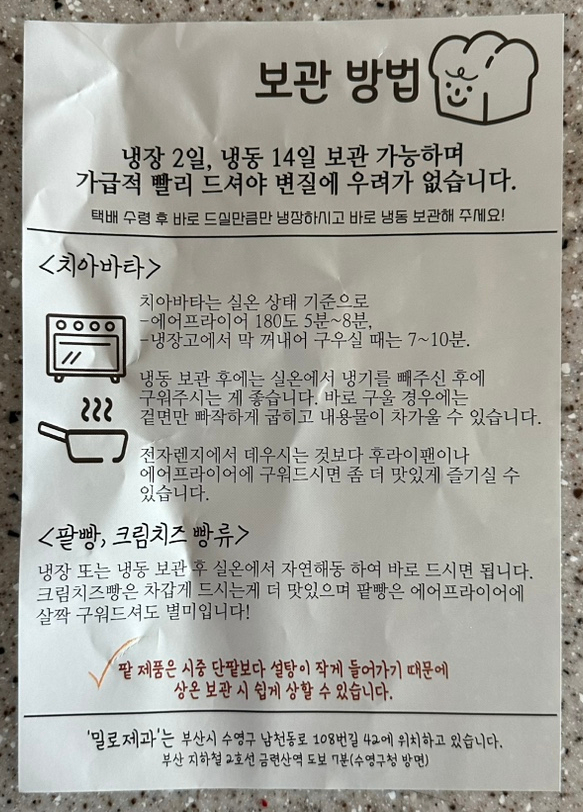 보관 방법
냉장 2일, 냉동 14일 보관 가능하며
가급적 빨리 드셔야 변질에 우려가 없습니다.
택배 수령 후 바로 드실만큼만 냉장하시고 바로 냉동 보관해 주세요!
<치아바타>
치아바타는 실온 상태 기준으로
-에어프라이어 180도 5분~8분,
-냉장고에서 막 꺼내어 구우실 때는 7~10분.
냉동 보관 후에는 실온에서 냉기를 빼주신 후에
구워주시는 게 좋습니다. 바로 구울 경우에는
겉면만 빠작하게 굽히고 내용물이 차가울 수 있습니다.
전자렌지에서 데우시는 것보다 후라이팬이나
에어프라이어에 구워드시면 좀 더 맛있게 즐기실 수
있습니다.
<팥빵, 크림치즈 빵류>
냉장 또는 냉동 보관 후 실온에서 자연해동 하여 바로 드시면 됩니다.
크림치즈빵은 차갑게 드시는게 더 맛있으며 팥빵은 에어프라이어에
살짝 구워드셔도 별미입니다!
팥 제품은 시중 단팥보다 설탕이 작게 들어가기 때문에
상온 보관 시 쉽게 상할 수 있습니다.
'밀로제과'는 부산시 수영구 남천동로 108번길 42에 위치하고 있습니다.
부산 지하철 2호선 금련산역 도보 7분(수영구청 방면)